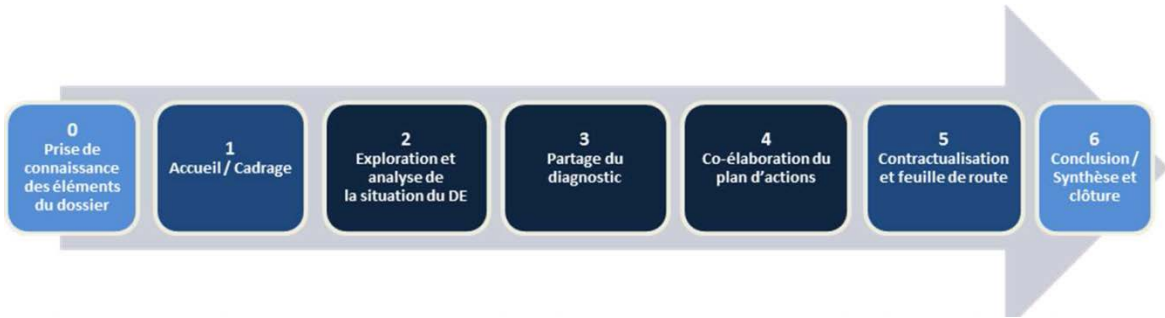 0
Prise de
connaissance
des éléments
du dossier
1
Accueil / Cadrage
2
Exploration et
analyse de
la situation du DE
3
Partage du
diagnostic
4
Co-élaboration du
plan d'actions
5
Contractualisation
et feuille de route
6
Conclusion /
Synthèse et
clôture